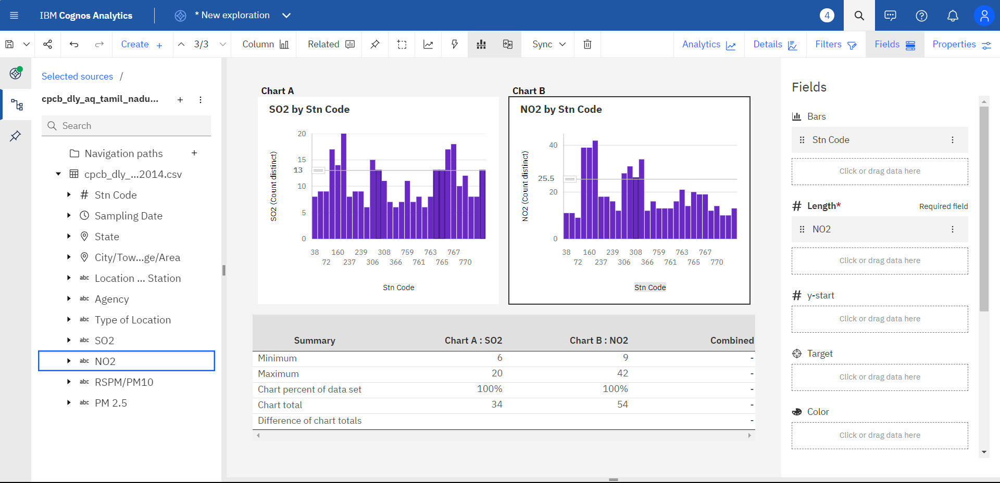 IBM Cognos Analytics
* New exploration
4
Create +
3/3
Column
Related
Sync
Analytics
Details
Filters
Fields
Properties
Selected sources /
cpcb_dly_aq_tamil_nadu...
Search
Navigation paths
cpcb_dly_...2014.csv
# Stn Code
Sampling Date
State
City/Tow...ge/Area
abc Location ... Station
abc Agency
abc Type of Location
abc SO2
abc NO2
abc RSPM/PM10
abc PM 2.5
Chart A
SO2 by Stn Code
SO2 (Count distinct)
20
15
13
10
5
0
38 160 239 308 759 763 767
72 237 306 366 761 765 770
Stn Code
Chart B
NO2 by Stn Code
NO2 (Count distinct)
40
25.5
20
0
38 160 239 308 759 763 767
72 237 306 366 761 765 770
Stn Code
Summary Chart A : SO2 Chart B : NO2 Combined
Minimum 6 9 -
Maximum 20 42 -
Chart percent of data set 100% 100% -
Chart total 34 54 -
Difference of chart totals -
Fields
Bars
Stn Code
Click or drag data here
# Length* Required field
NO2
Click or drag data here
# y-start
Click or drag data here
Target
Click or drag data here
Color
Click or drag data here